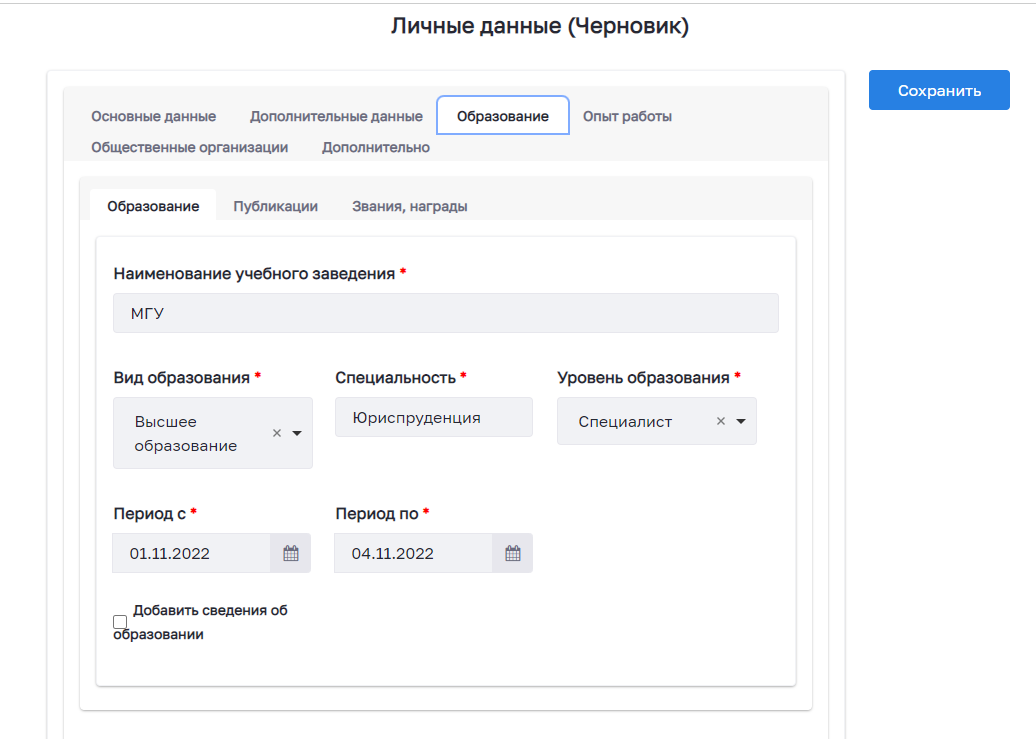 Личные данные (Черновик)
Сохранить
Основные данные Дополнительные данные Образование Опыт работы
Общественные организации Дополнительно
Образование Публикации Звания, награды
Наименование учебного заведения *
МГУ
Вид образования * Специальность * Уровень образования *
Высшее
образование
Юриспруденция
Специалист
Период с * Период по *
01.11.2022 04.11.2022
Добавить сведения об
образовании